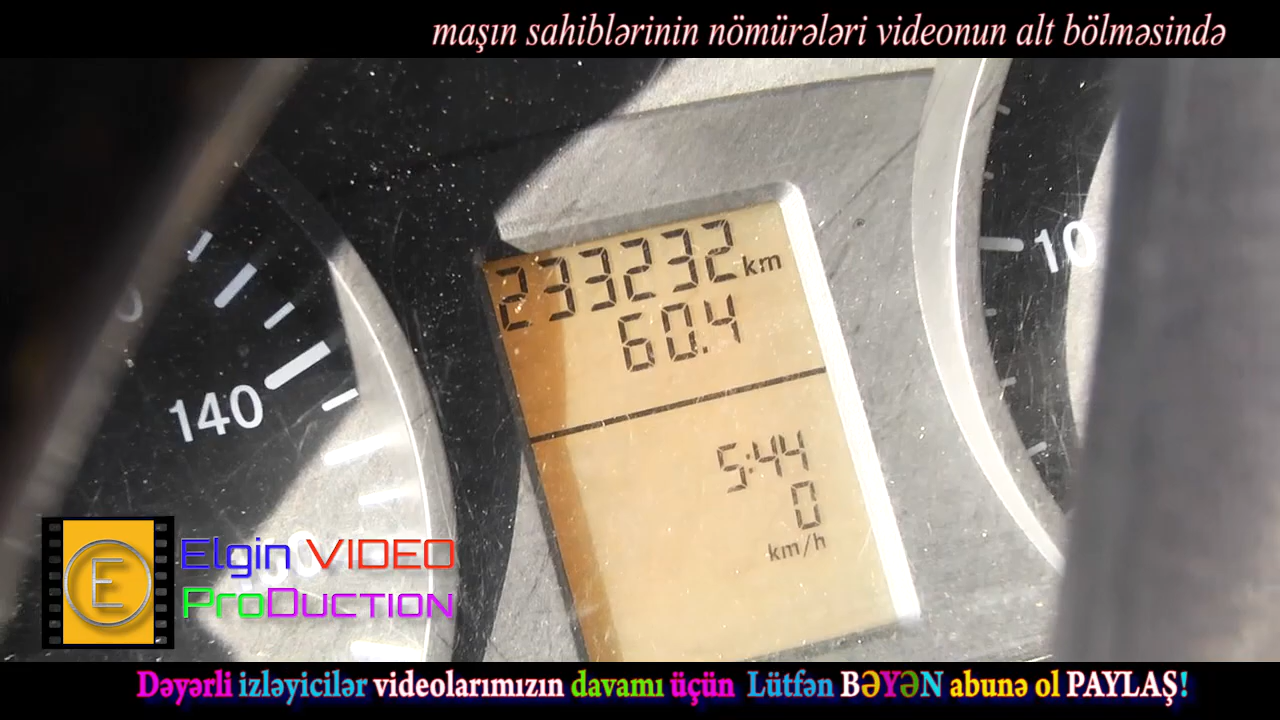 maşın sahiblərinin nömürələri videonun alt bölməsində
233232 km
60.4
140
10
5:44
0
km/h
E
Elgin VIDEO
ProDuction
Dəyərli izləyicilər videolarımızın davamı üçün Lütfən BƏYƏN abunə ol PAYLAŞ!